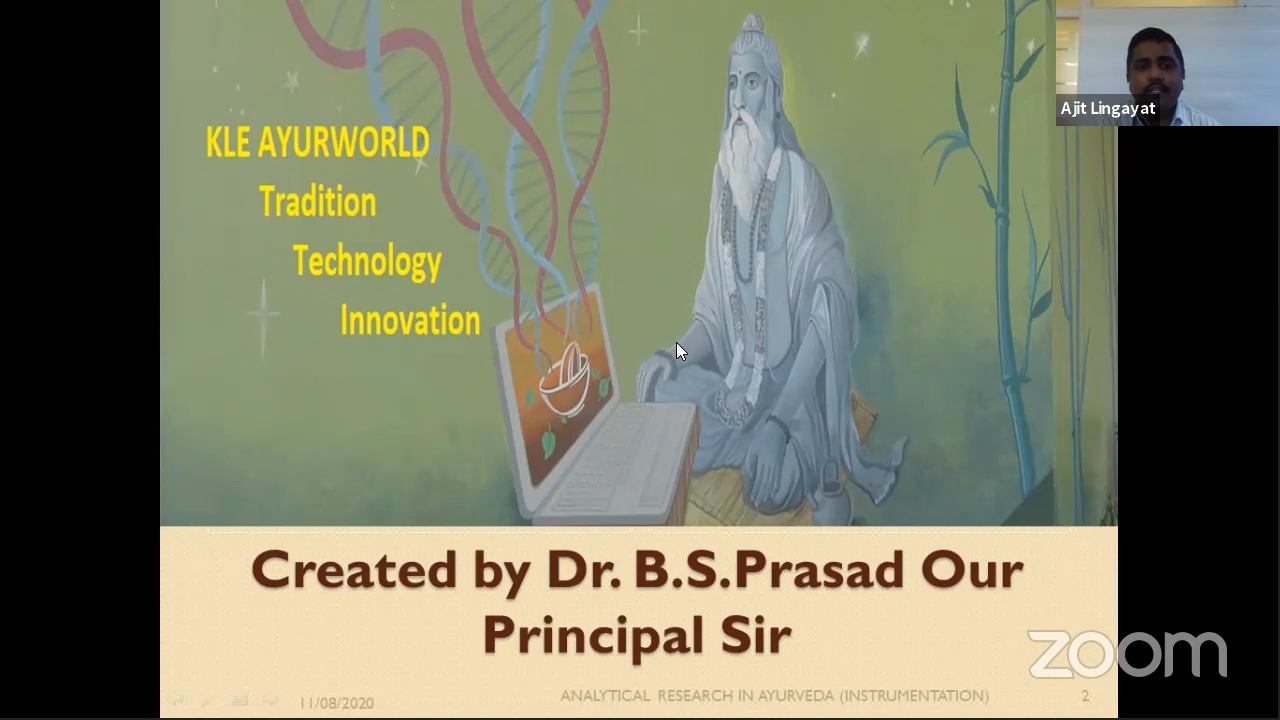 KLE AYURWORLD
Tradition
Technology
Innovation
Ajit Lingayat
Created by Dr. B.S.Prasad Our
Principal Sir
zoom
11/08/2020
ANALYTICAL RESEARCH IN AYURVEDA (INSTRUMENTATION)
2